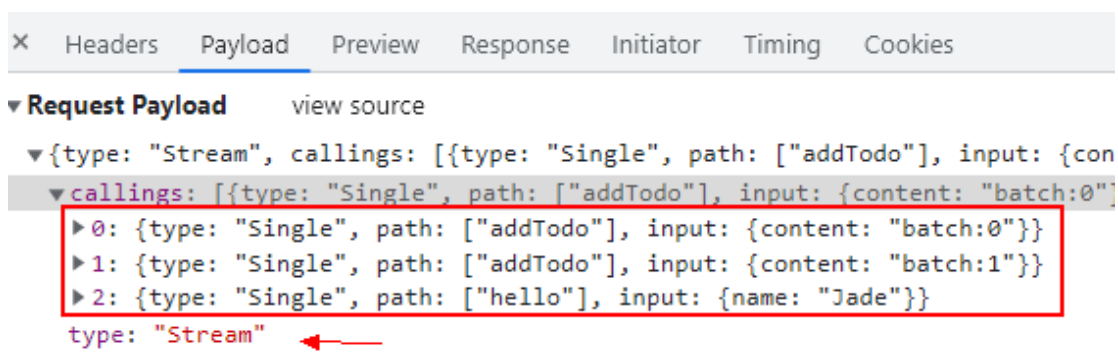 × Headers Payload Preview Response Initiator Timing Cookies
▼Request Payload view source
▼{type: "Stream", callings: [{type: "Single", path: ["addTodo"], input: {con
▼callings: [{type: "Single", path: ["addTodo"], input: {content: "batch:0"}
▶0: {type: "Single", path: ["addTodo"], input: {content: "batch:0"}}
▶1: {type: "Single", path: ["addTodo"], input: {content: "batch:1"}}
▶2: {type: "Single", path: ["hello"], input: {name: "Jade"}}
type: "Stream"